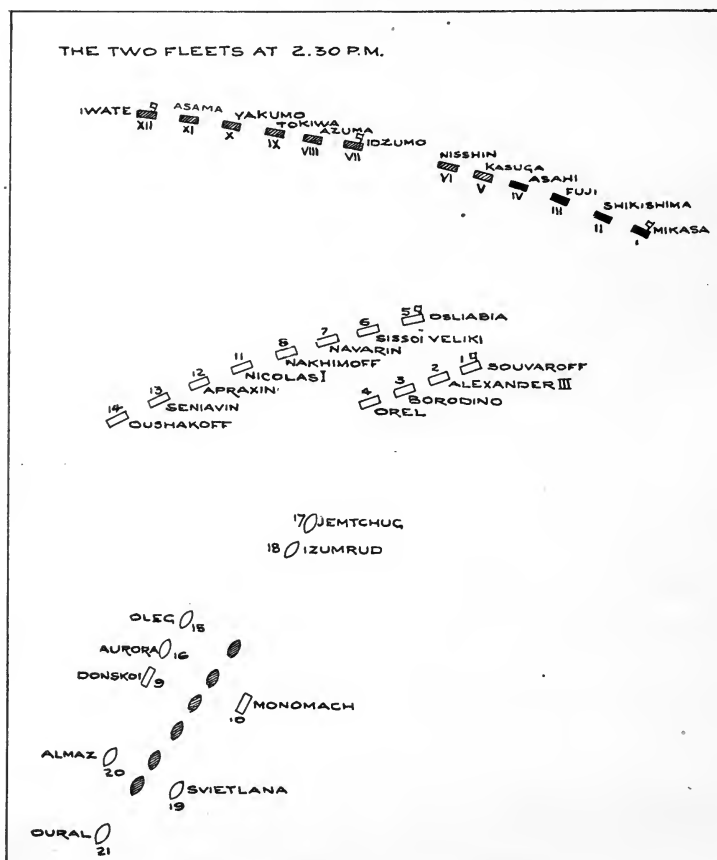 THE TWO FLEETS AT 2.30 P.M.
IWATE
XII
ASAMA
XI
YAKUMO
X
TOKIWA
IX
AZUMA
VIII
IDZUMO
VII
NISSHIN
VI
KASUGA
V
ASAHI
IV
FUJI
III
SHIKISHIMA
II
MIKASA
I
5 OSLIABIA
6
SISSOI VELIKI
7
NAVARIN
8
NAKHIMOFF
11
NICOLAS I
12
APRAXIN
13
SENIAVIN
14
OUSHAKOFF
1 SOUVAROFF
2
ALEXANDER III
3
BORODINO
4
OREL
17 JEMTCHUG
18 IZUMRUD
OLEG 15
AURORA 16
DONSKOI 9
MONOMACH
10
ALMAZ
20
SVIETLANA
19
OURAL
21